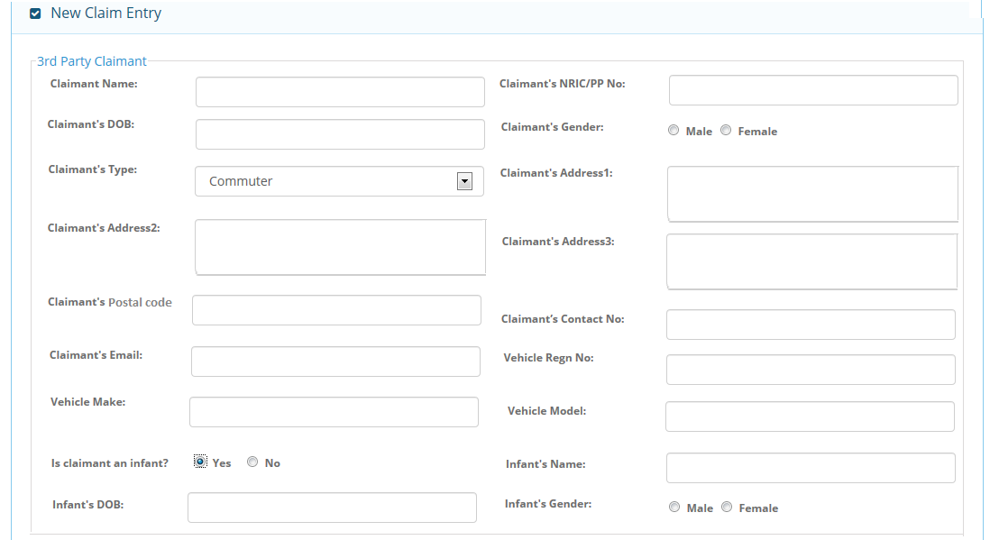 New Claim Entry
3rd Party Claimant
Claimant Name:
Claimant's NRIC/PP No:
Claimant's DOB:
Claimant's Gender:
Male
Female
Claimant's Type:
Commuter
Claimant's Address1:
Claimant's Address2:
Claimant's Address3:
Claimant's Postal code
Claimant's Contact No:
Claimant's Email:
Vehicle Regn No:
Vehicle Make:
Vehicle Model:
Is claimant an infant?
Yes
No
Infant's Name:
Infant's DOB:
Infant's Gender:
Male
Female